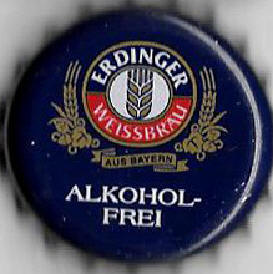 ERDINGER
WEISSBRÄU
AUS BAYERN
ALKOHOL-
FREI